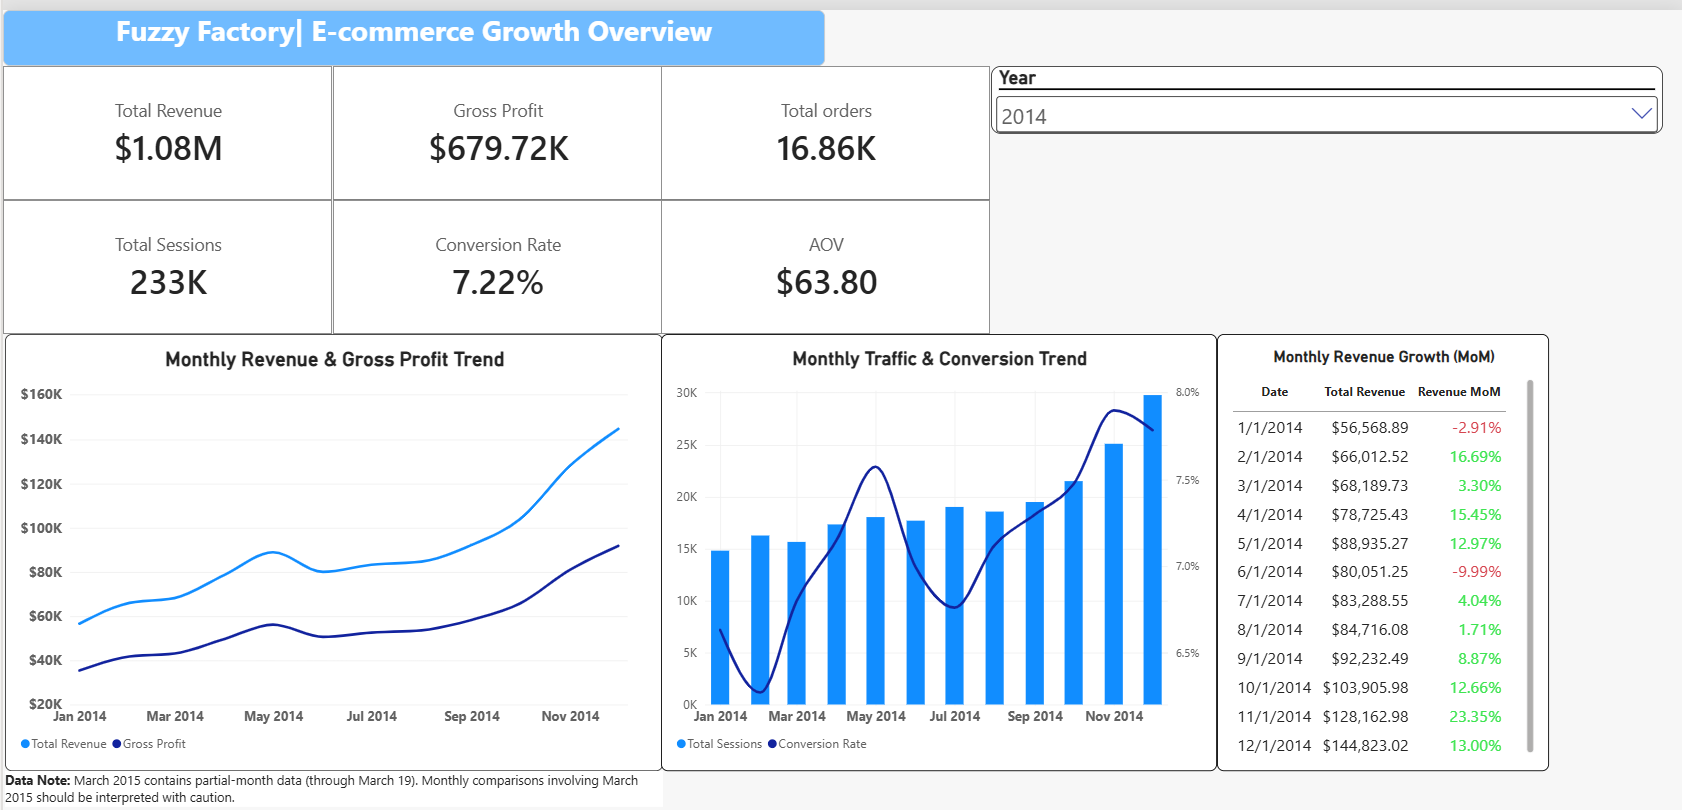 Fuzzy Factory| E-commerce Growth Overview
Total Revenue
$1.08M
Gross Profit
$679.72K
Total orders
16.86K
Year
2014
Total Sessions
233K
Conversion Rate
7.22%
AOV
$63.80
Monthly Revenue & Gross Profit Trend
$160K
$140K
$120K
$100K
$80K
$60K
$40K
$20K
Jan 2014 Mar 2014 May 2014 Jul 2014 Sep 2014 Nov 2014
Total Revenue Gross Profit
Monthly Traffic & Conversion Trend
30K
25K
20K
15K
10K
5K
0K
8.0%
7.5%
7.0%
6.5%
Jan 2014 Mar 2014 May 2014 Jul 2014 Sep 2014 Nov 2014
Total Sessions Conversion Rate
Monthly Revenue Growth (MoM)
Date Total Revenue Revenue MoM
1/1/2014 $56,568.89 -2.91%
2/1/2014 $66,012.52 16.69%
3/1/2014 $68,189.73 3.30%
4/1/2014 $78,725.43 15.45%
5/1/2014 $88,935.27 12.97%
6/1/2014 $80,051.25 -9.99%
7/1/2014 $83,288.55 4.04%
8/1/2014 $84,716.08 1.71%
9/1/2014 $92,232.49 8.87%
10/1/2014 $103,905.98 12.66%
11/1/2014 $128,162.98 23.35%
12/1/2014 $144,823.02 13.00%
Data Note: March 2015 contains partial-month data (through March 19). Monthly comparisons involving March
2015 should be interpreted with caution.